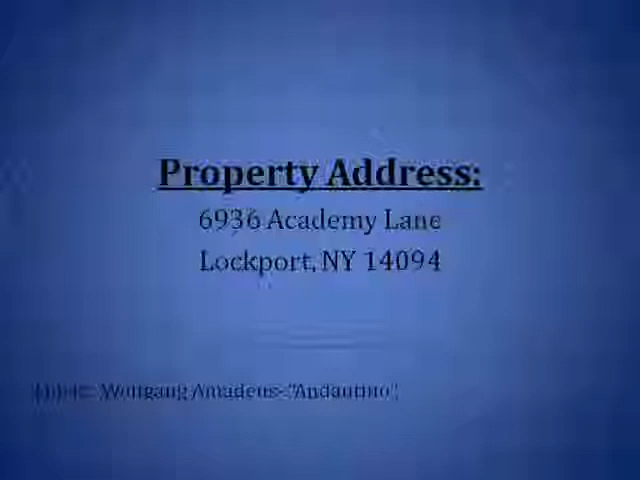 Property Address:
6936 Academy Lane
Lockport, NY 14094
Wolfgang Amadeus- "Andantino"